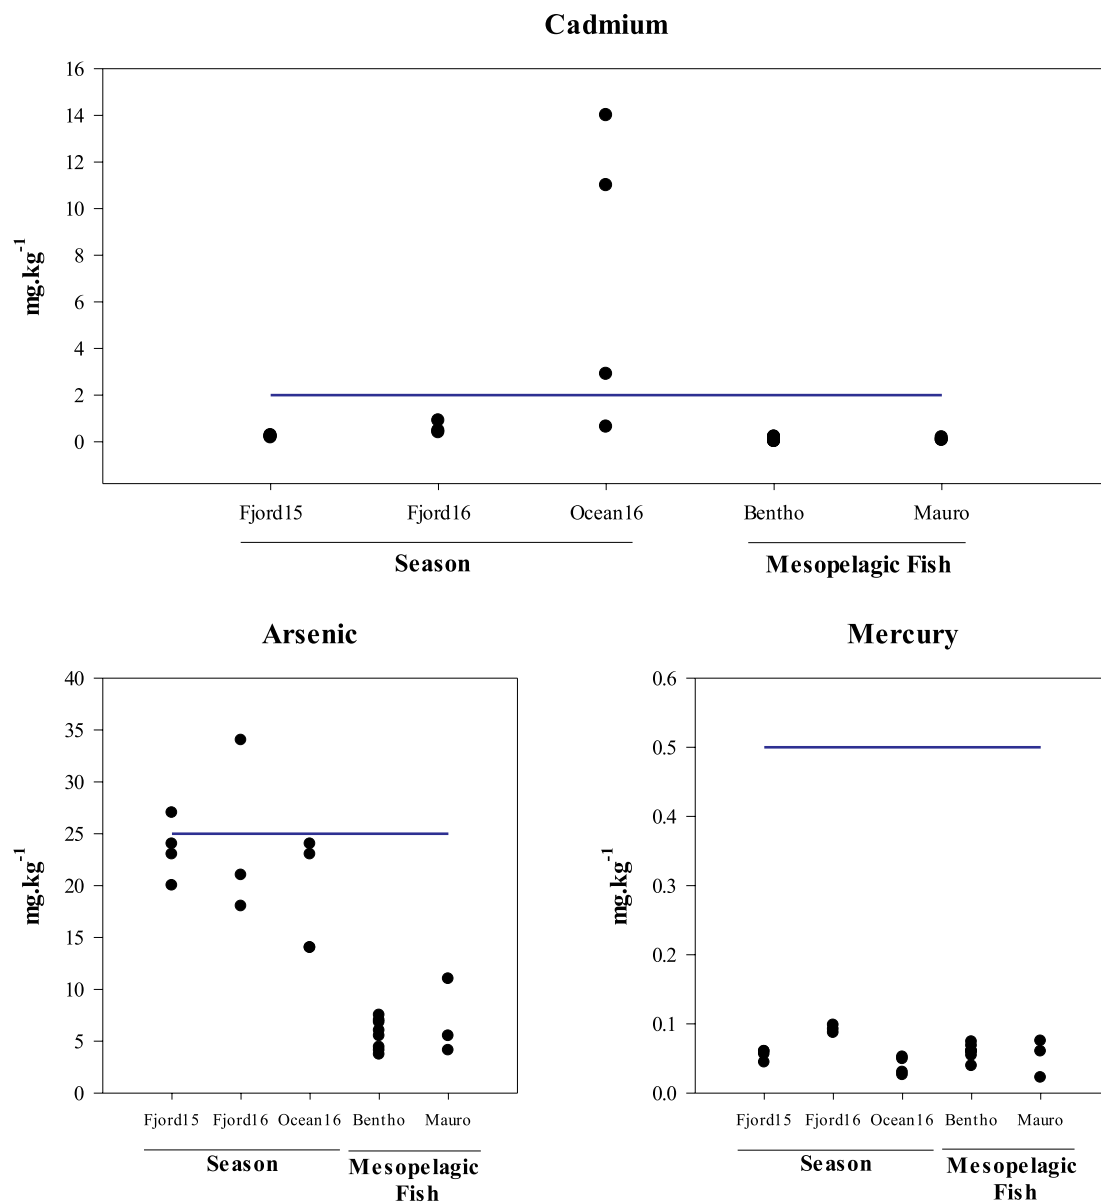 Cadmium
16
14
12
10
8
6
4
2
0
mg.kg-1
Fjord15 Fjord16 Ocean16 Bentho Mauro
Season Mesopelagic Fish
Arsenic
40
35
30
25
20
15
10
5
0
mg.kg-1
Fjord15 Fjord16 Ocean16 Bentho Mauro
Season Mesopelagic
Fish
Mercury
0.6
0.5
0.4
0.3
0.2
0.1
0.0
mg.kg-1
Fjord15 Fjord16 Ocean16 Bentho Mauro
Season Mesopelagic
Fish